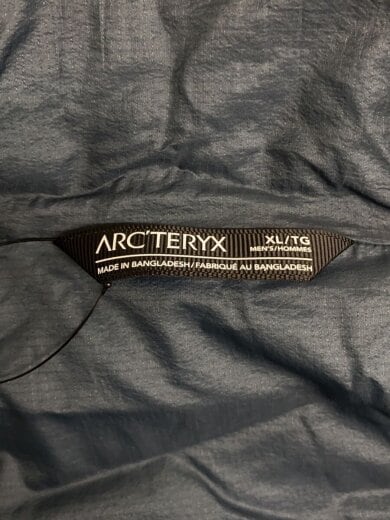 ARC'TERYX XL/TG
MEN'S/HOMMES
MADE IN BANGLADESH/FABRIQUÉ AU BANGLADESH